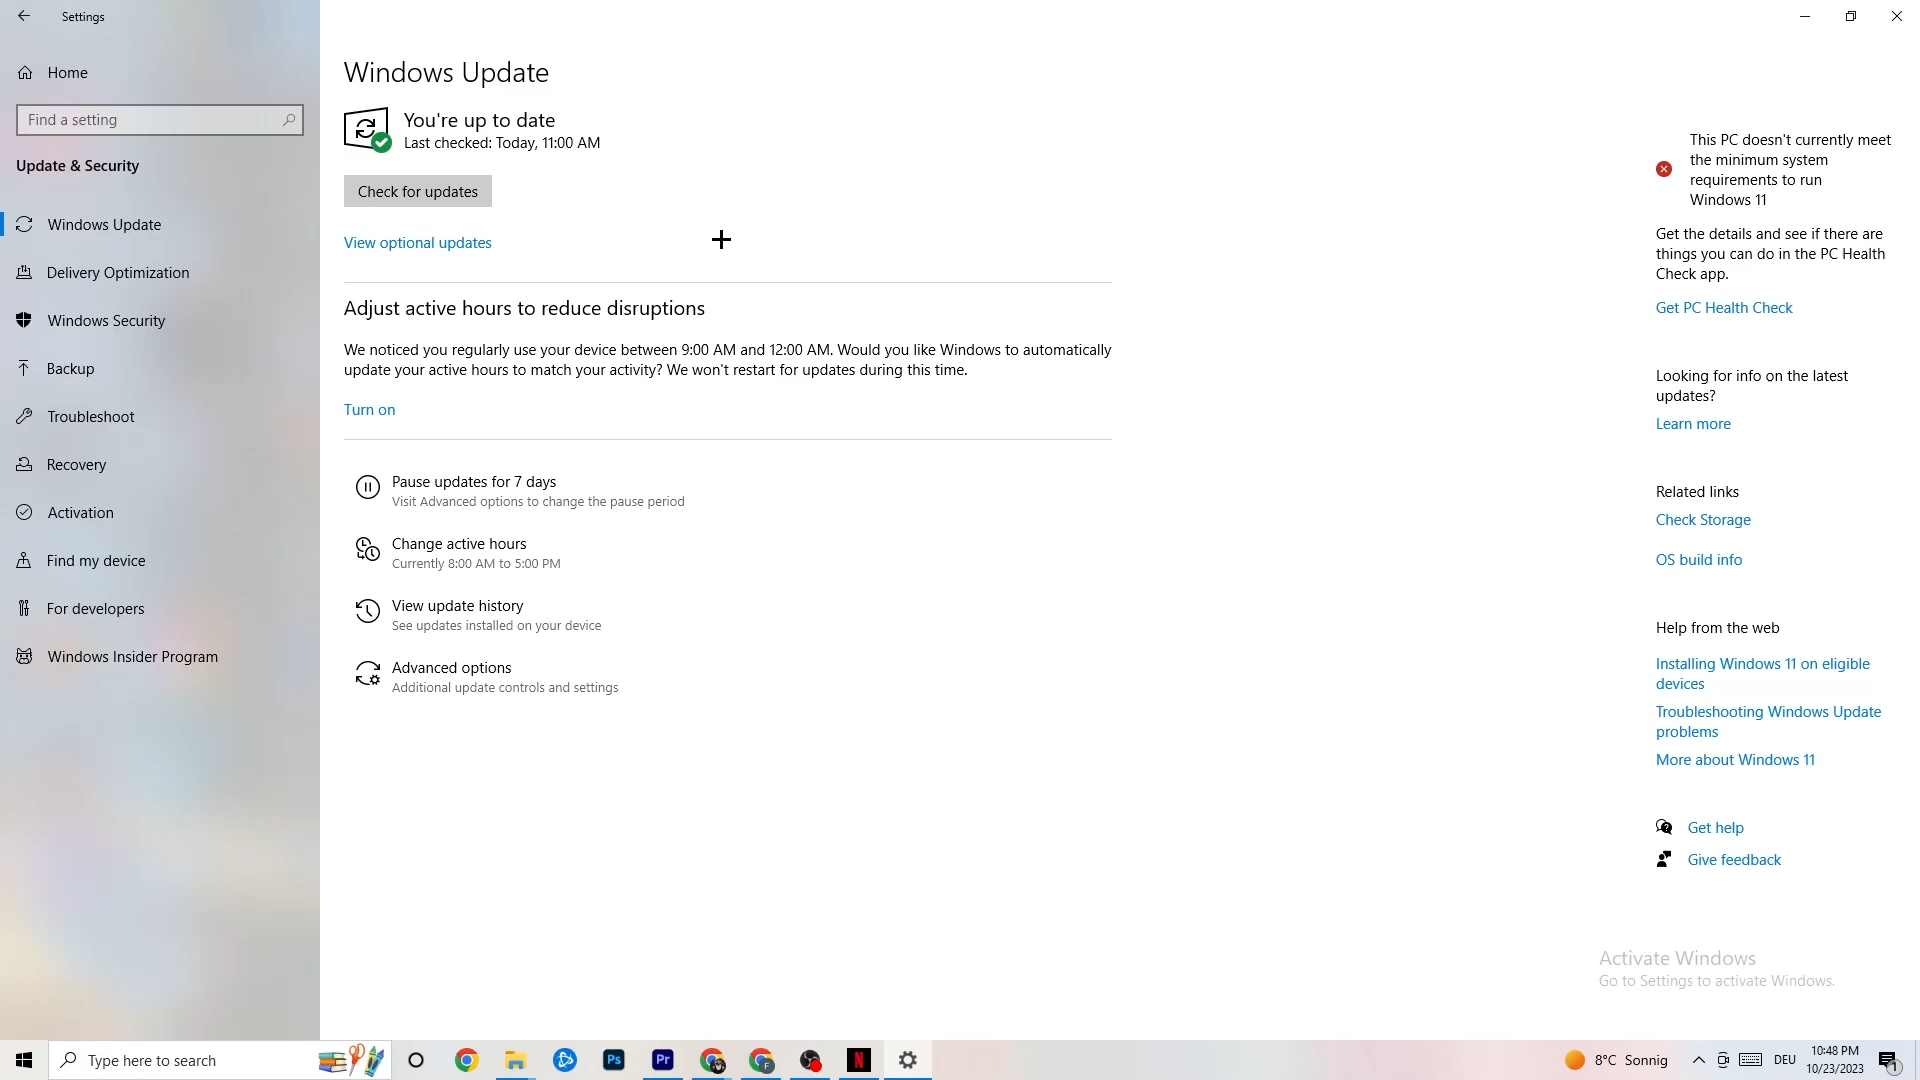 Settings
Home
Find a setting
Update & Security
Windows Update
Delivery Optimization
Windows Security
Backup
Troubleshoot
Recovery
Activation
Find my device
For developers
Windows Insider Program
Windows Update
You're up to date
Last checked: Today, 11:00 AM
Check for updates
View optional updates
Adjust active hours to reduce disruptions
We noticed you regularly use your device between 9:00 AM and 12:00 AM. Would you like Windows to automatically
update your active hours to match your activity? We won't restart for updates during this time.
Turn on
Pause updates for 7 days
Visit Advanced options to change the pause period
Change active hours
Currently 8:00 AM to 5:00 PM
View update history
See updates installed on your device
Advanced options
Additional update controls and settings
This PC doesn't currently meet
the minimum system
requirements to run
Windows 11
Get the details and see if there are
things you can do in the PC Health
Check app.
Get PC Health Check
Looking for info on the latest
updates?
Learn more
Related links
Check Storage
OS build info
Help from the web
Installing Windows 11 on eligible
devices
Troubleshooting Windows Update
problems
More about Windows 11
Get help
Give feedback
Activate Windows
Go to Settings to activate Windows.
Type here to search
Ps
Pr
F
N
8°C Sonnig
DEU
10:48 PM
10/23/2023
1